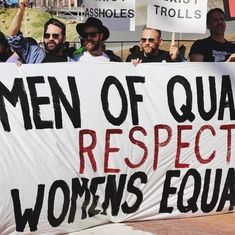 ASSHOLES
TROLLS
MEN OF QUA
RESPECT
WOMENS EQUA